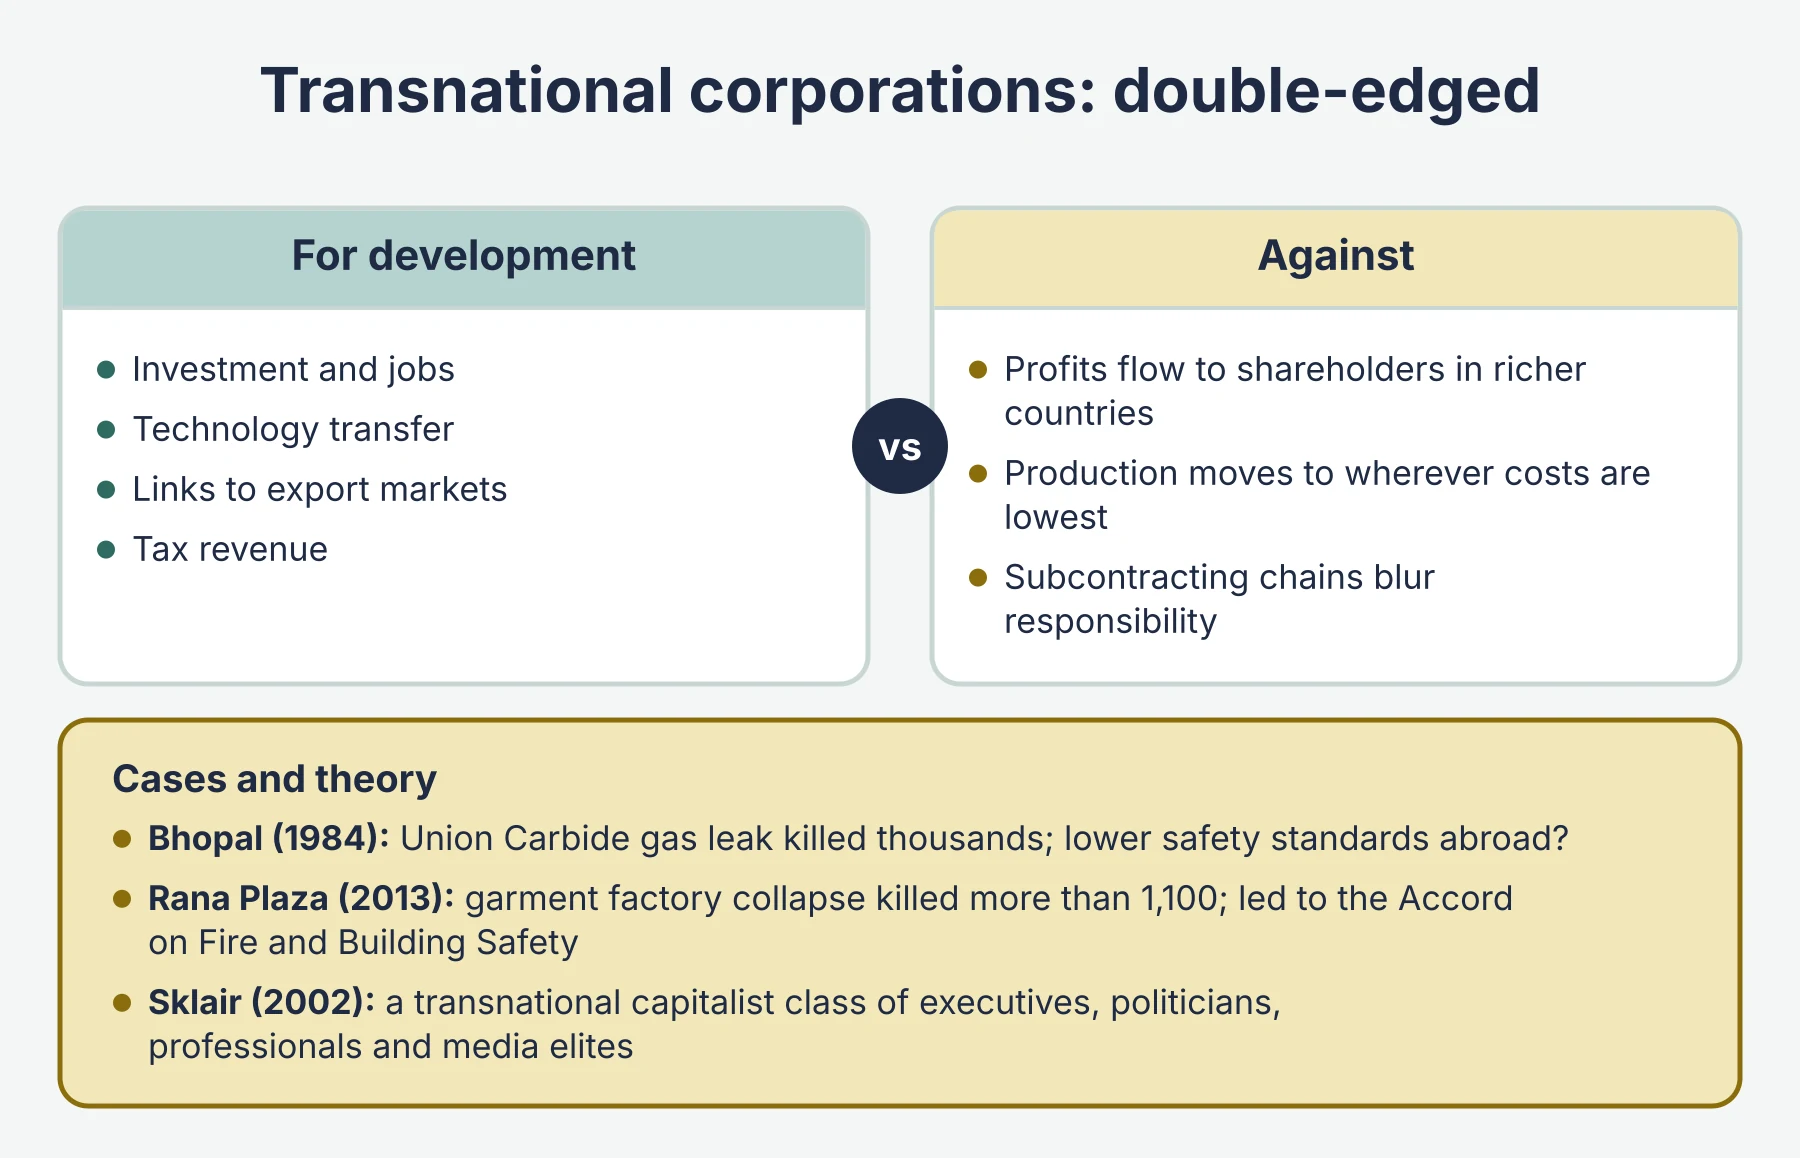 Transnational corporations: double-edged
For development
Investment and jobs
Technology transfer
Links to export markets
Tax revenue
vs
Against
Profits flow to shareholders in richer
countries
Production moves to wherever costs are
lowest
Subcontracting chains blur
responsibility
Cases and theory
Bhopal (1984): Union Carbide gas leak killed thousands; lower safety standards abroad?
Rana Plaza (2013): garment factory collapse killed more than 1,100; led to the Accord
on Fire and Building Safety
Sklair (2002): a transnational capitalist class of executives, politicians,
professionals and media elites